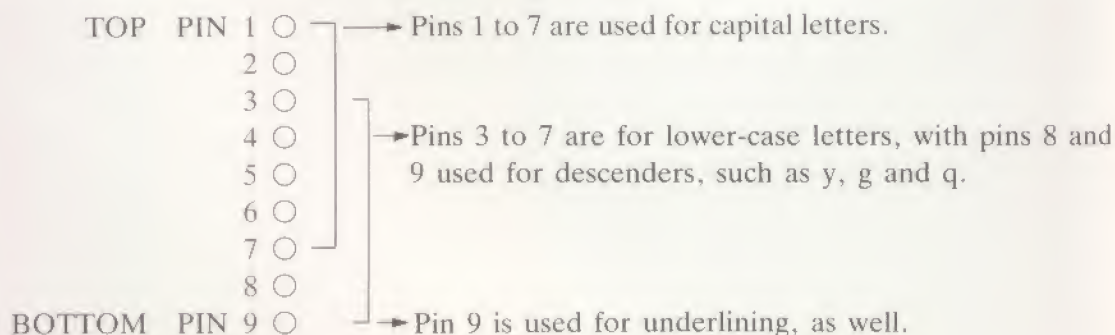 TOP PIN 1 Pins 1 to 7 are used for capital letters.
2
3
4 Pins 3 to 7 are for lower-case letters, with pins 8 and
5 9 used for descenders, such as y, g and q.
6
7
8
BOTTOM PIN 9 Pin 9 is used for underlining, as well.